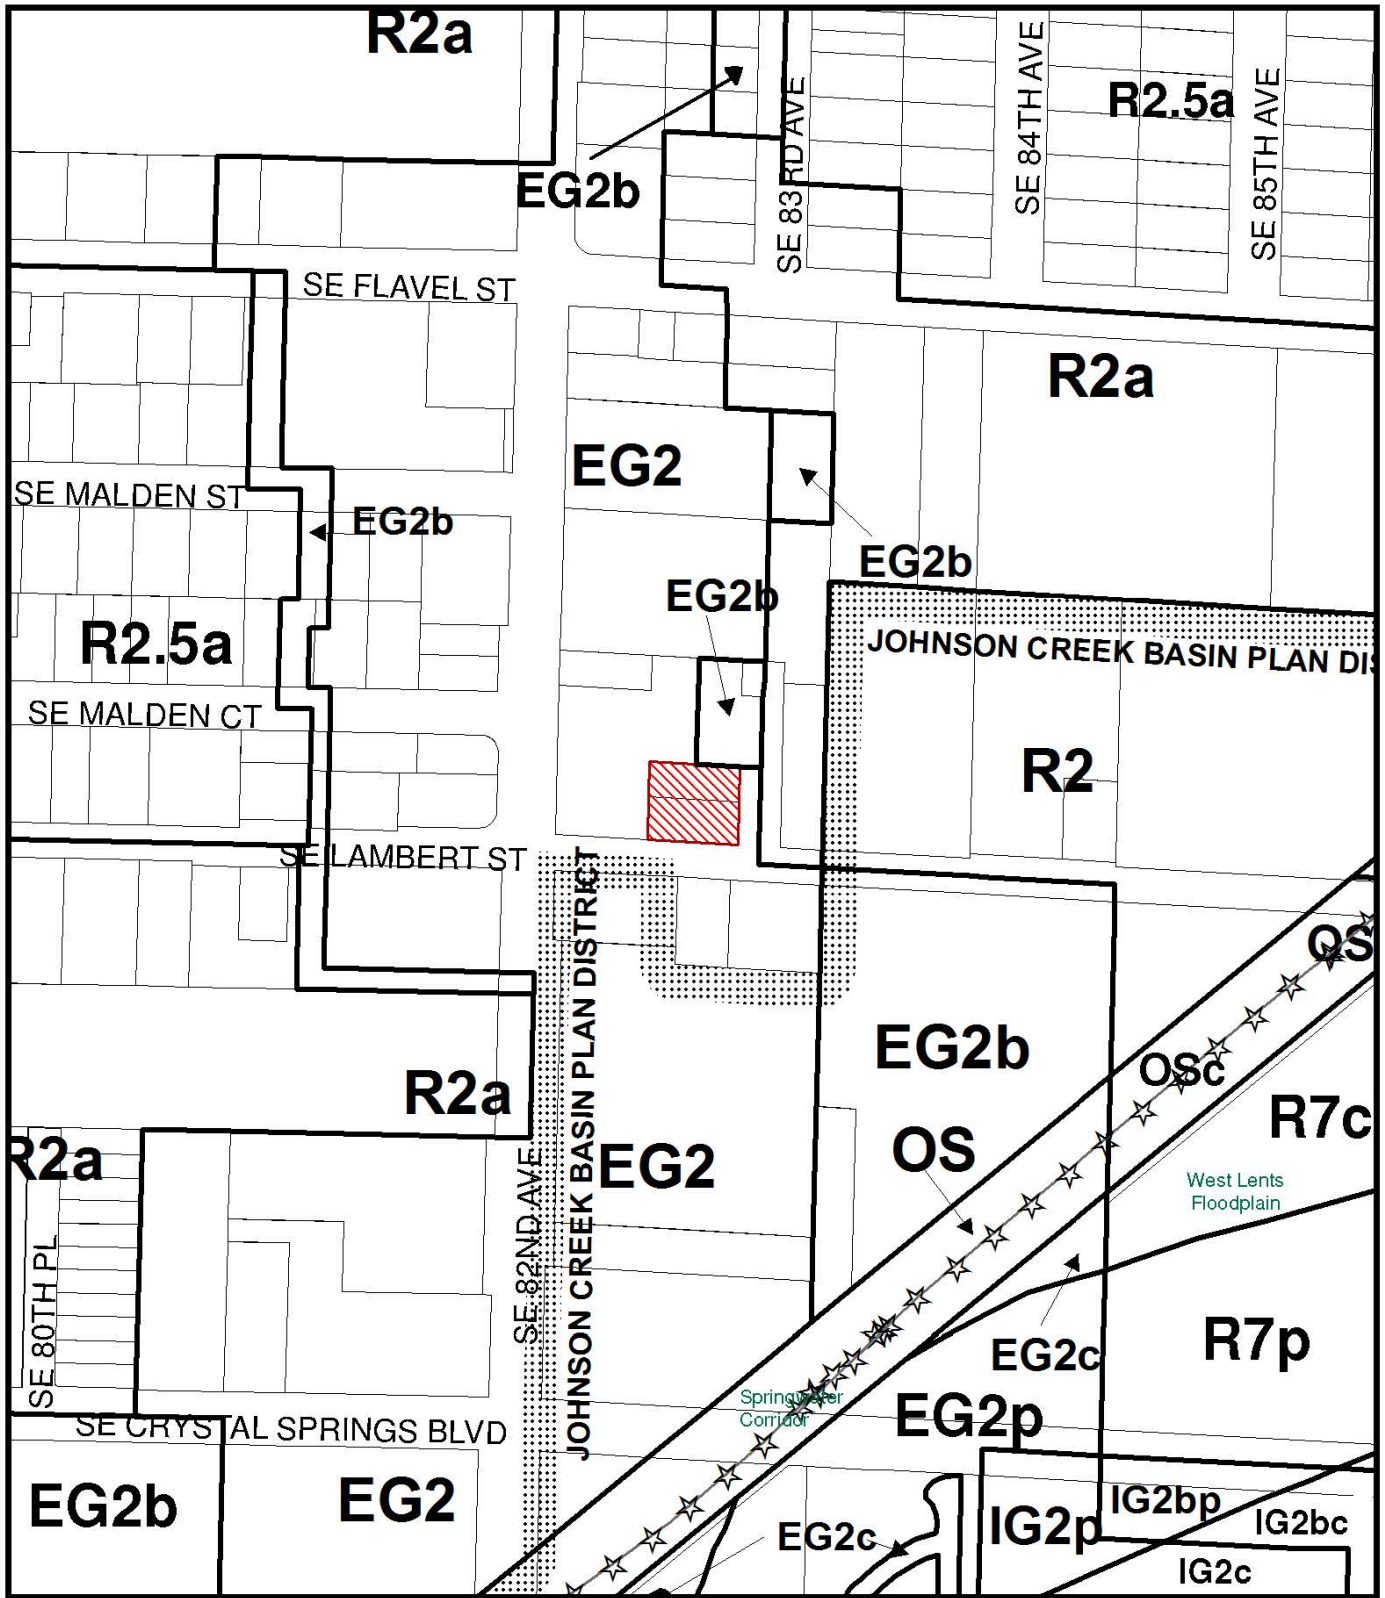 R2a
SE 84TH AVE
R2.5a
SE 85TH AVE
SE 83RD AVE
EG2b
SE FLAVEL ST
R2a
EG2
SE MALDEN ST
EG2b
EG2b
EG2b
R2.5a
JOHNSON CREEK BASIN PLAN DIS
SE MALDEN CT
R2
SE LAMBERT ST
JOHNSON CREEK BASIN PLAN DISTRICT
OS
EG2b
OSc
R2a
R7c
R2a
EG2
OS
West Lents
Floodplain
SE 82ND AVE
SE 80TH PL
EG2c
R7p
Springwater
Corridor
EG2p
SE CRYSTAL SPRINGS BLVD
EG2b
EG2
IG2p
IG2bp
IG2bc
EG2c
IG2c